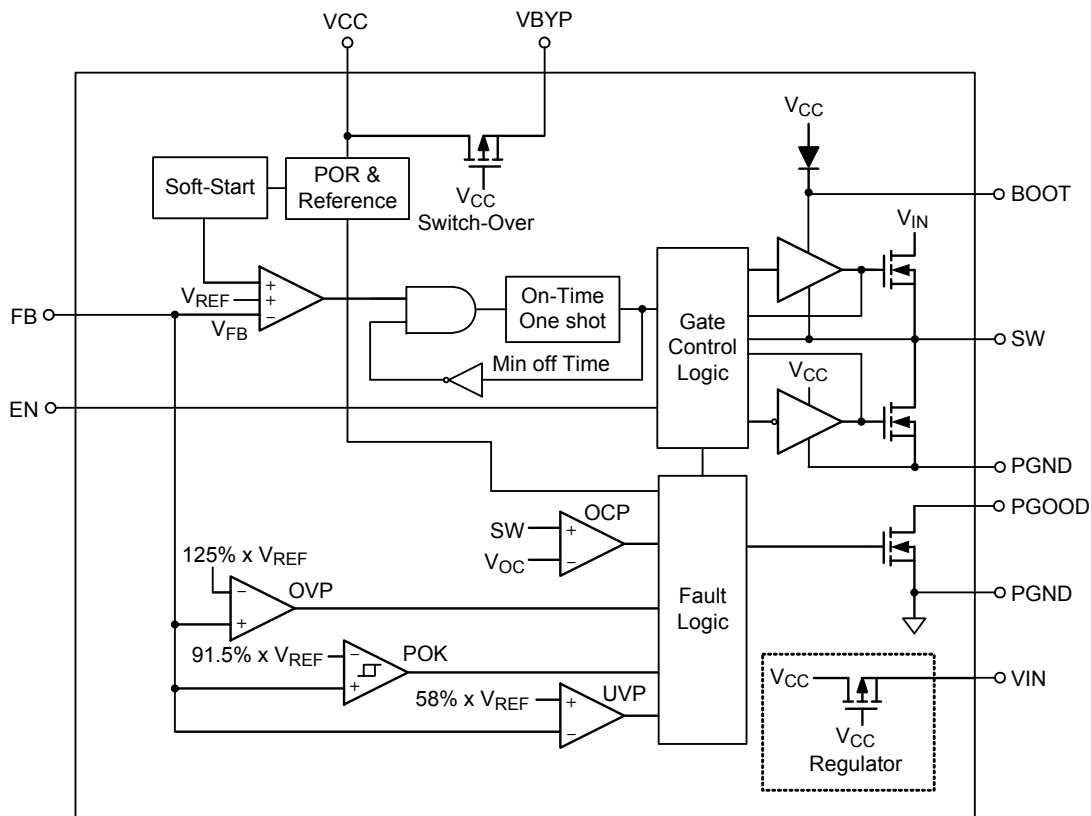 VCC
VBYP
Soft-Start
POR &
Reference
VCC
Switch-Over
VCC
BOOT
VIN
FB
VREF
VFB
+
+
−
On-Time
One shot
Min off Time
Gate
Control
Logic
SW
EN
VCC
PGND
PGOOD
SW
VOC
+
−
OCP
125% x VREF
−
+
OVP
Fault
Logic
PGND
91.5% x VREF
−
+
POK
58% x VREF
+
−
UVP
VCC
VIN
VCC
Regulator